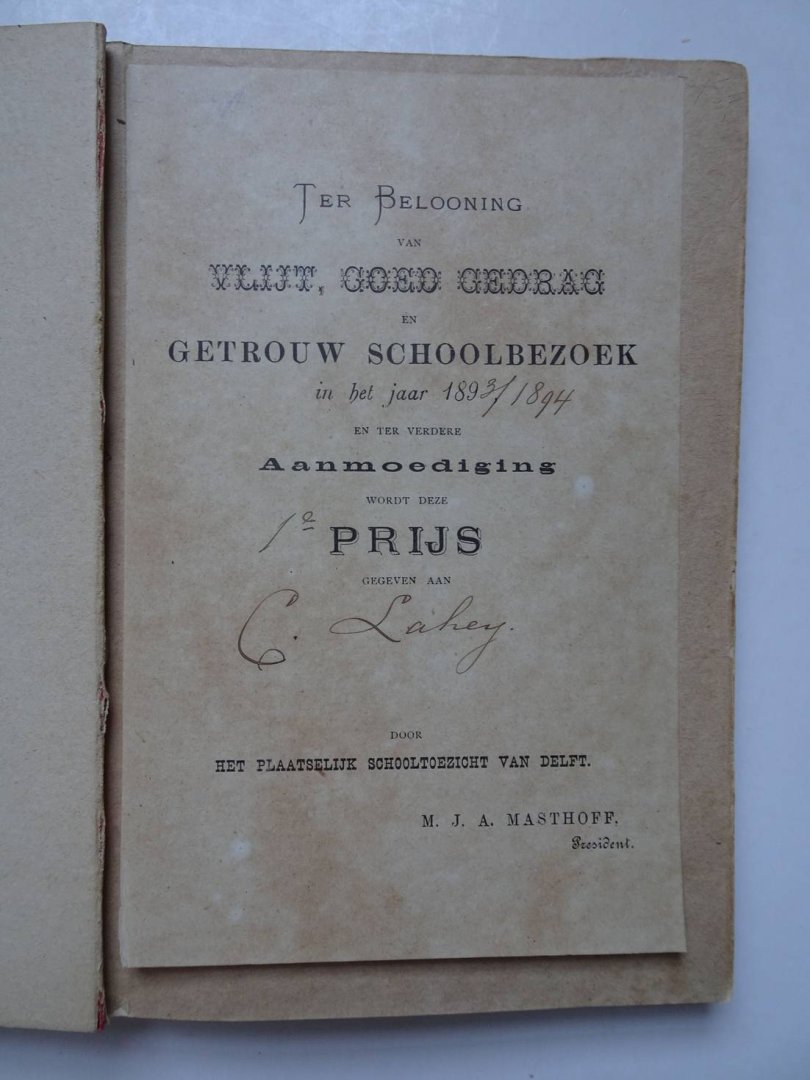 TER BELOONING
VAN
VLIJT, GOED GEDRAG
EN
GETROUW SCHOOLBEZOEK
in het jaar 1893/1894
EN TER VERDERE
Aanmoediging
WORDT DEZE
1e PRIJS
GEGEVEN AAN
C. Lahey.
DOOR
HET PLAATSELIJK SCHOOLTOEZICHT VAN DELFT.
M. J. A. MASTHOFF,
President.